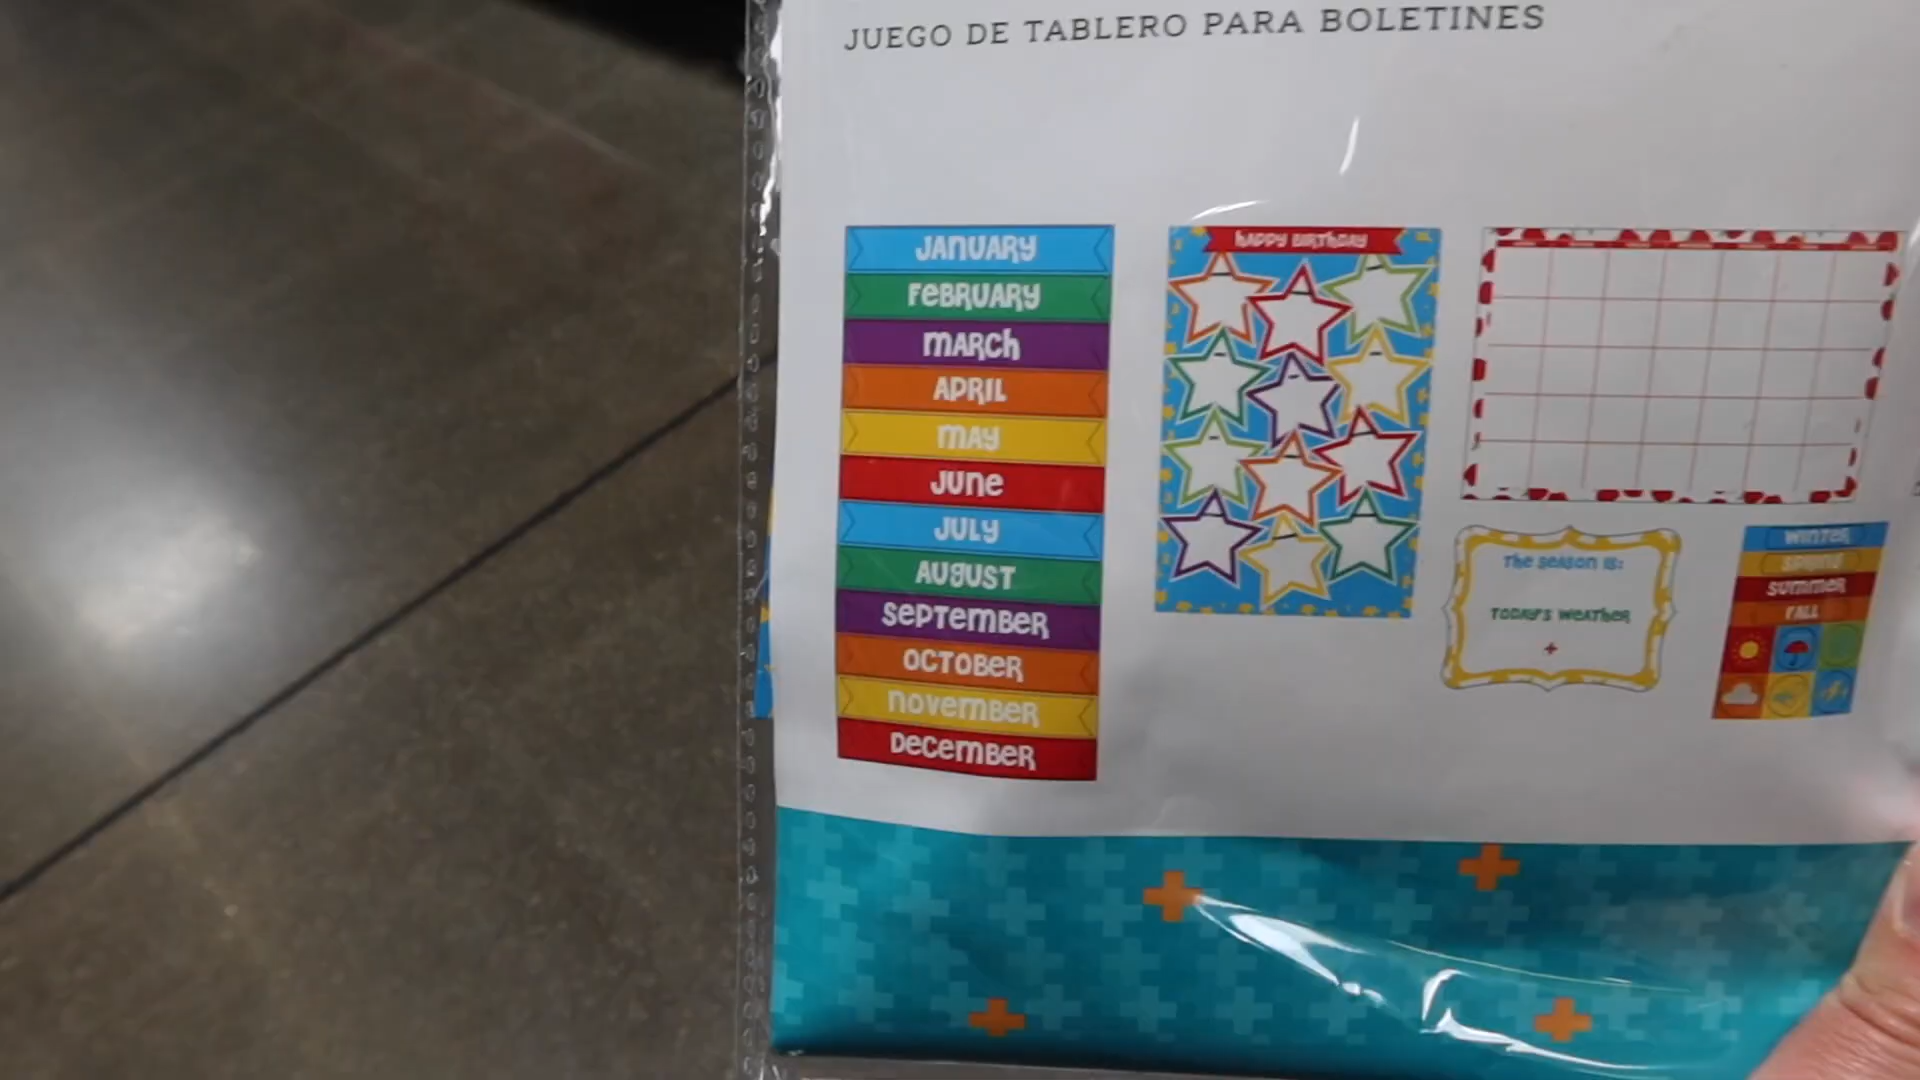 JUEGO DE TABLERO PARA BOLETINES
JANUARY
FEBRUARY
MARCH
APRIL
MAY
JUNE
JULY
AUGUST
SEPTEMBER
OCTOBER
NOVEMBER
DECEMBER
HAPPY BIRTHDAY
The season is:
TODAY'S WEATHER
WINTER
SPRING
SUMMER
FALL